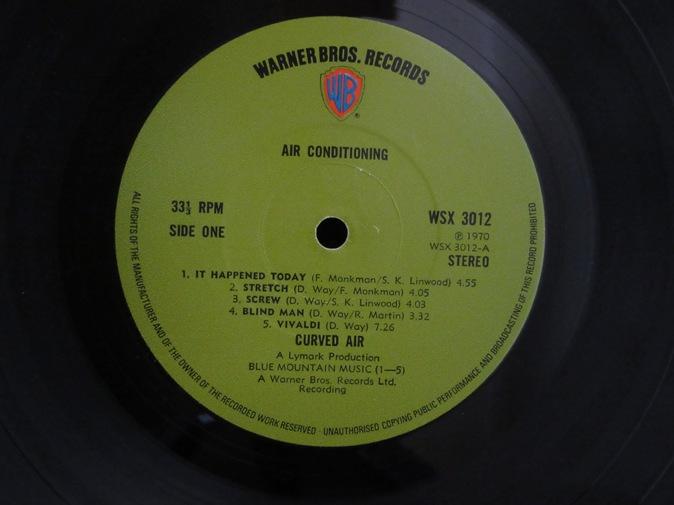 WARNER BROS. RECORDS
WB
®
AIR CONDITIONING
33⅓ RPM
SIDE ONE
WSX 3012
℗ 1970
WSX 3012-A
STEREO
1. IT HAPPENED TODAY (F. Monkman/S. K. Linwood) 4.55
2. STRETCH (D. Way/F. Monkman) 4.05
3. SCREW (D. Way/S. K. Linwood) 4.03
4. BLIND MAN (D. Way/R. Martin) 3.32
5. VIVALDI (D. Way) 7.26
CURVED AIR
A Lymark Production
BLUE MOUNTAIN MUSIC (1—5)
A Warner Bros. Records Ltd.
Recording
ALL RIGHTS OF THE MANUFACTURER AND OF THE OWNER OF THE RECORDED WORK RESERVED · UNAUTHORISED COPYING PUBLIC PERFORMANCE AND BROADCASTING OF THIS RECORD PROHIBITED